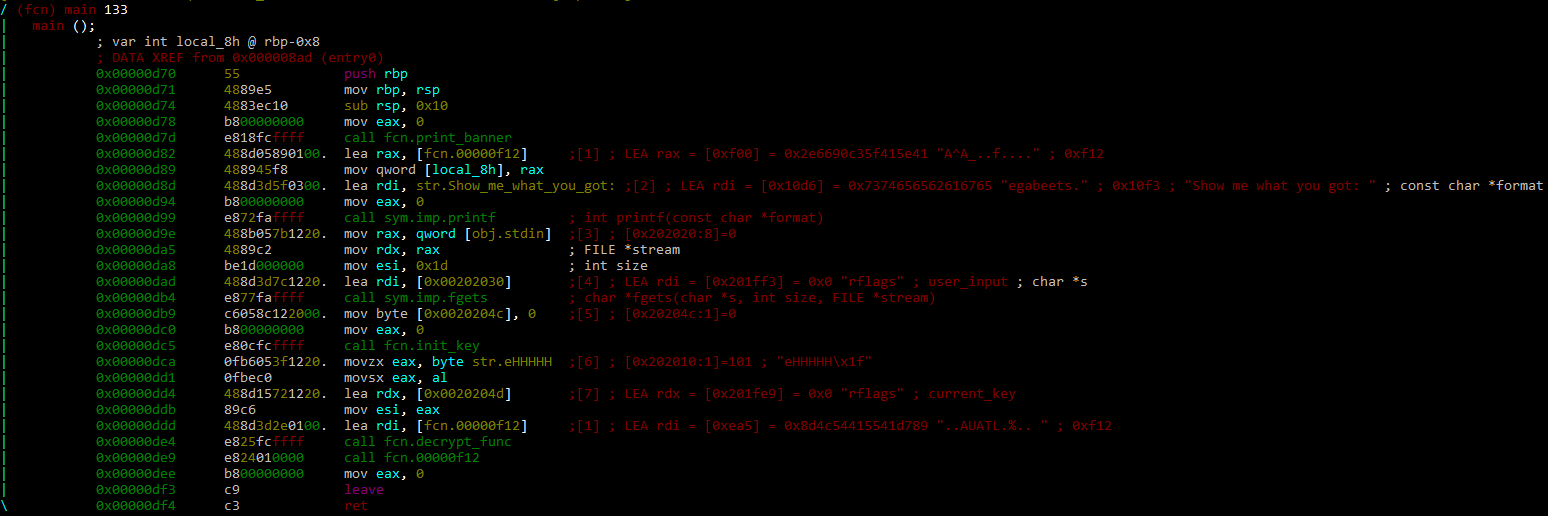 / (fcn) main 133
| main ();
| ; var int local_8h @ rbp-0x8
| ; DATA XREF from 0x000008ad (entry0)
| 0x00000d70 55 push rbp
| 0x00000d71 4889e5 mov rbp, rsp
| 0x00000d74 4883ec10 sub rsp, 0x10
| 0x00000d78 b800000000 mov eax, 0
| 0x00000d7d e818fcffff call fcn.print_banner
| 0x00000d82 488d05890100. lea rax, [fcn.00000f12] ;[1] ; LEA rax = [0xf00] = 0x2e6690c35f415e41 "A^A_..f...." ; 0xf12
| 0x00000d89 488945f8 mov qword [local_8h], rax
| 0x00000d8d 488d3d5f0300. lea rdi, str.Show_me_what_you_got: ;[2] ; LEA rdi = [0x10d6] = 0x7374656562616765 "egabeets." ; 0x10f3 ; "Show me what you got: " ; const char *format
| 0x00000d94 b800000000 mov eax, 0
| 0x00000d99 e872faffff call sym.imp.printf ; int printf(const char *format)
| 0x00000d9e 488b057b1220. mov rax, qword [obj.stdin] ;[3] ; [0x202020:8]=0
| 0x00000da5 4889c2 mov rdx, rax ; FILE *stream
| 0x00000da8 be1d000000 mov esi, 0x1d ; int size
| 0x00000dad 488d3d7c1220. lea rdi, [0x00202030] ;[4] ; LEA rdi = [0x201ff3] = 0x0 "rflags" ; user_input ; char *s
| 0x00000db4 e877faffff call sym.imp.fgets ; char *fgets(char *s, int size, FILE *stream)
| 0x00000db9 c6058c122000. mov byte [0x0020204c], 0 ;[5] ; [0x20204c:1]=0
| 0x00000dc0 b800000000 mov eax, 0
| 0x00000dc5 e80cfcffff call fcn.init_key
| 0x00000dca 0fb6053f1220. movzx eax, byte str.eHHHHH ;[6] ; [0x202010:1]=101 ; "eHHHHH\x1f"
| 0x00000dd1 0fbec0 movsx eax, al
| 0x00000dd4 488d15721220. lea rdx, [0x0020204d] ;[7] ; LEA rdx = [0x201fe9] = 0x0 "rflags" ; current_key
| 0x00000ddb 89c6 mov esi, eax
| 0x00000ddd 488d3d2e0100. lea rdi, [fcn.00000f12] ;[1] ; LEA rdi = [0xea5] = 0x8d4c54415541d789 "..AUATL.%.. " ; 0xf12
| 0x00000de4 e825fcffff call fcn.decrypt_func
| 0x00000de9 e824010000 call fcn.00000f12
| 0x00000dee b800000000 mov eax, 0
| 0x00000df3 c9 leave
\ 0x00000df4 c3 ret